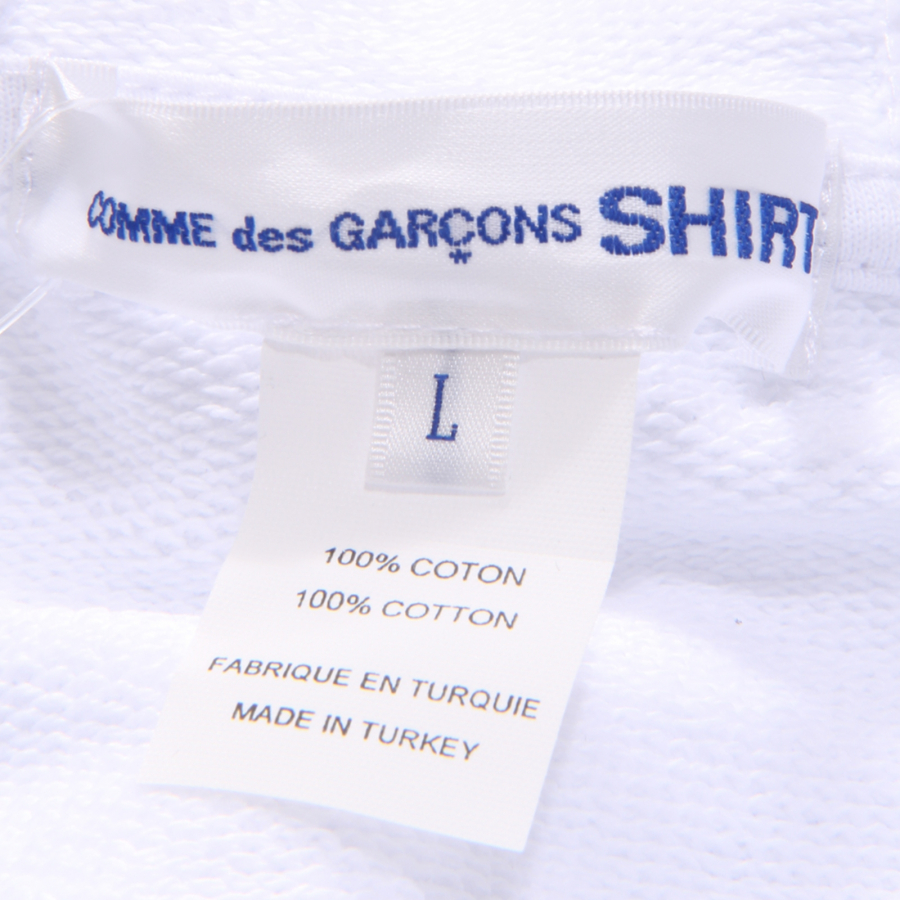 COMME des GARÇONS SHIRT
L
100% COTON
100% COTTON
FABRIQUE EN TURQUIE
MADE IN TURKEY